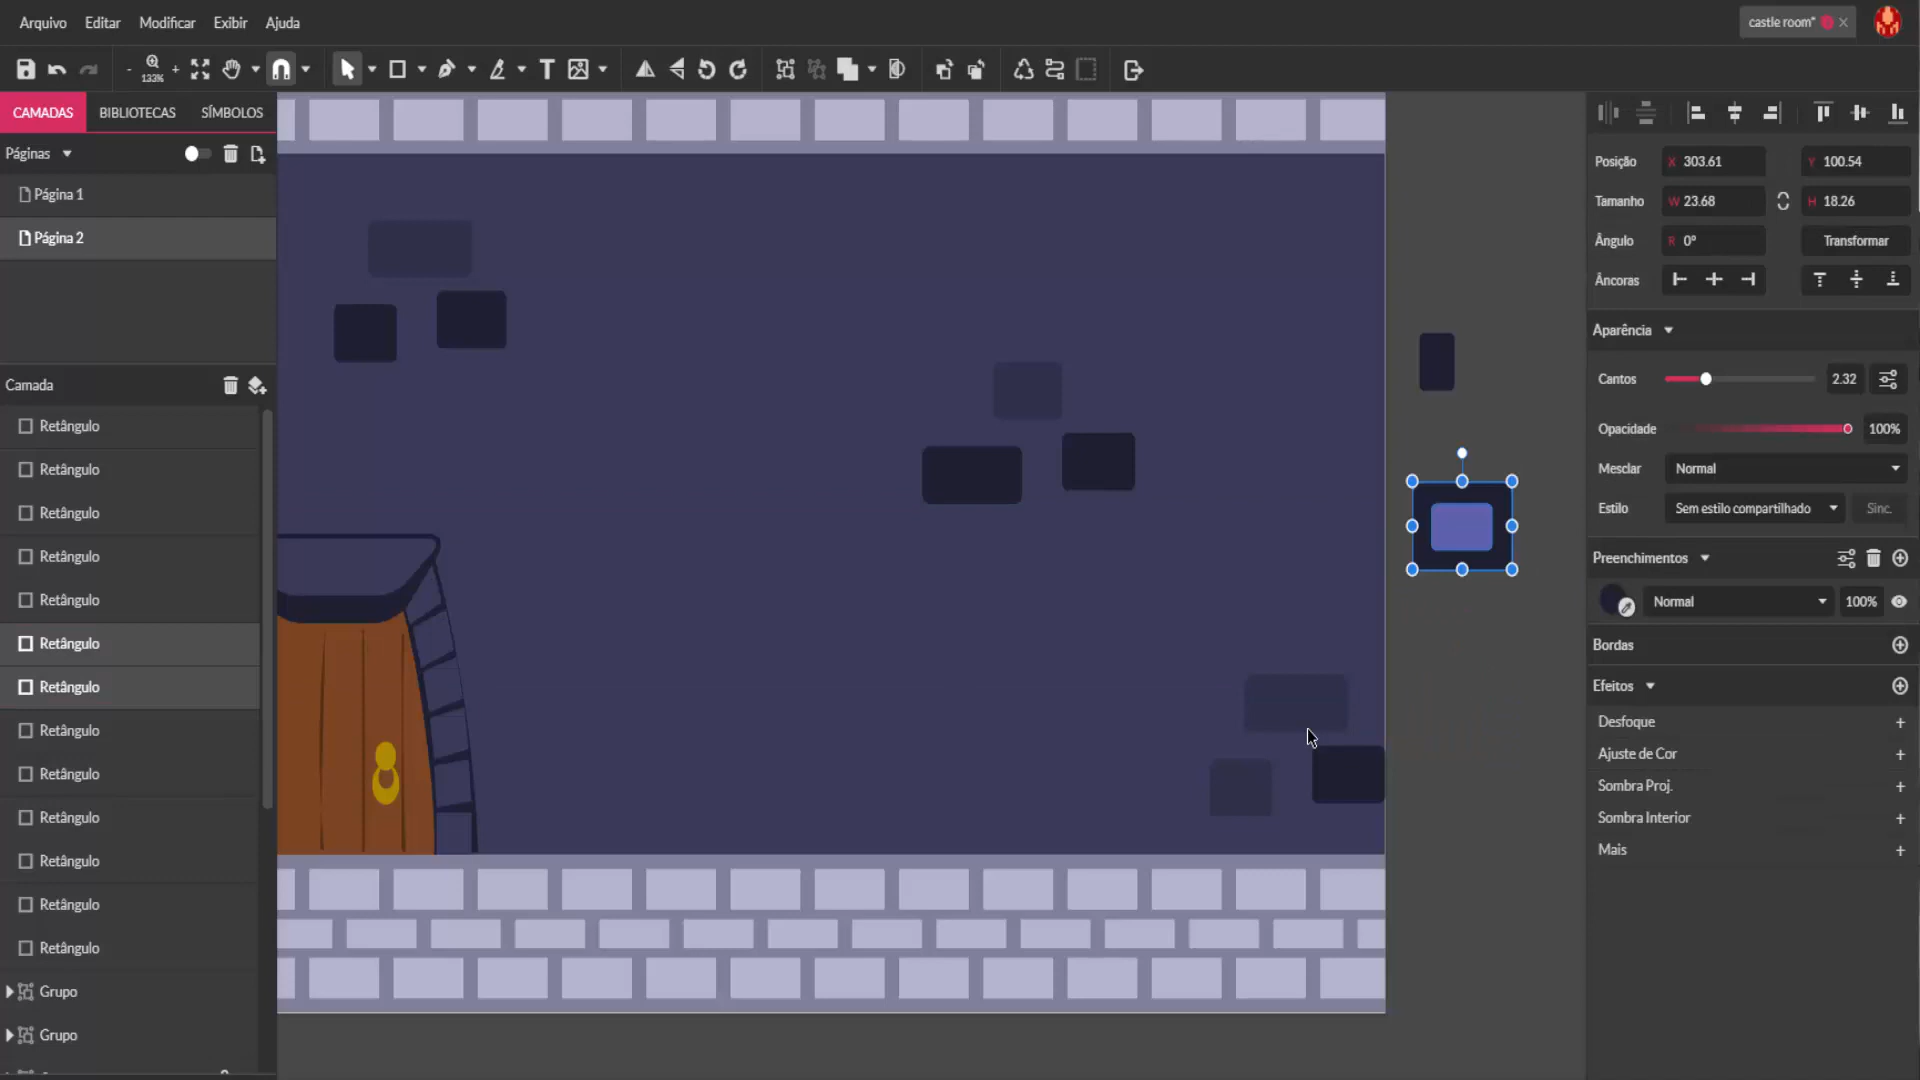 Arquivo Editar Modificar Exibir Ajuda
castle room*
- 133% +
CAMADAS BIBLIOTECAS SÍMBOLOS
Páginas
Página 1
Página 2
Camada
Retângulo
Retângulo
Retângulo
Retângulo
Retângulo
Retângulo
Retângulo
Retângulo
Retângulo
Retângulo
Retângulo
Retângulo
Retângulo
Grupo
Grupo
Posição X 303.61 Y 100.54
Tamanho W 23.68 H 18.26
Ângulo R 0° Transformar
Âncoras
Aparência
Cantos 2.32
Opacidade 100%
Mesclar Normal
Estilo Sem estilo compartilhado Sinc.
Preenchimentos
Normal 100%
Bordas
Efeitos
Desfoque +
Ajuste de Cor +
Sombra Proj. +
Sombra Interior +
Mais +